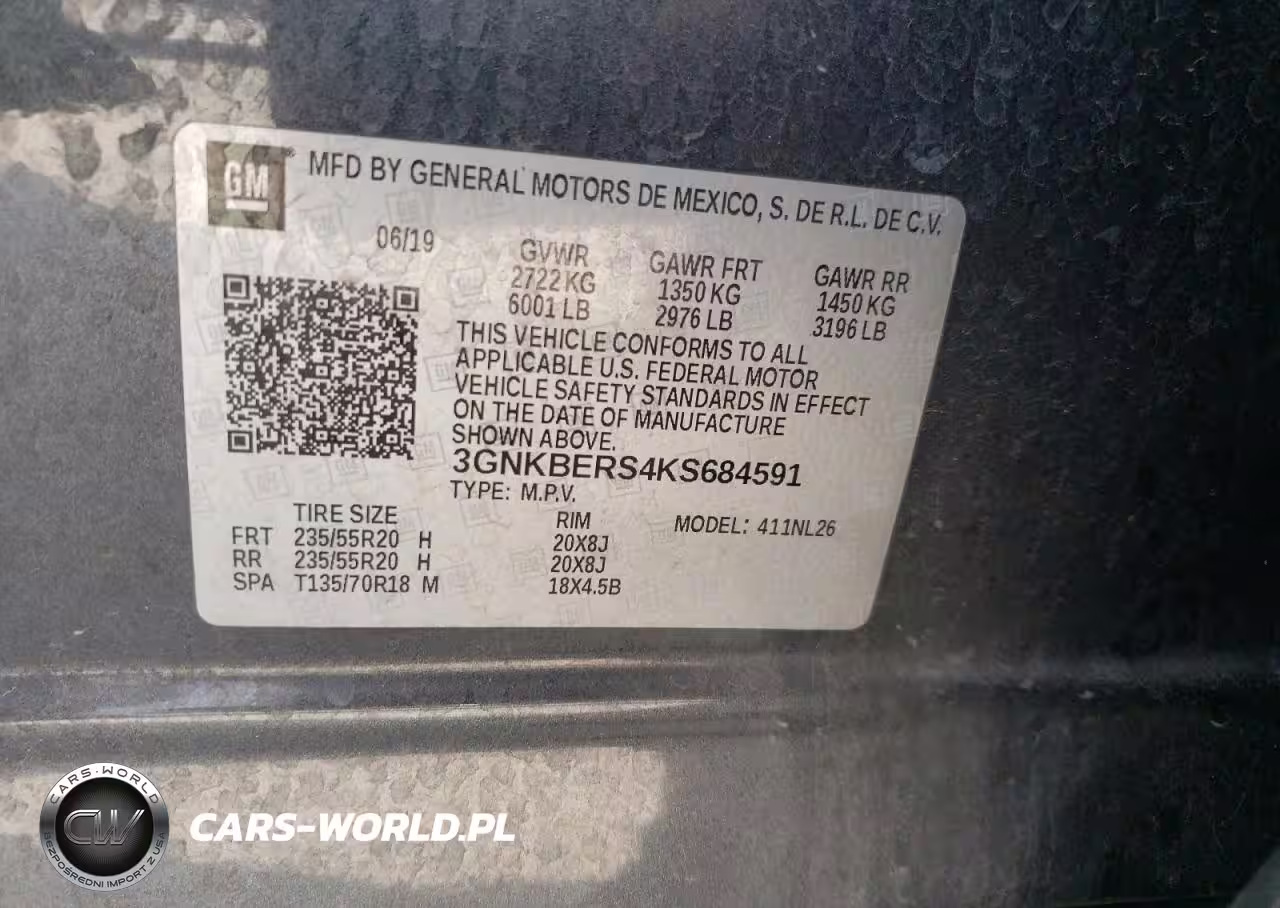 GM ® MFD BY GENERAL MOTORS DE MEXICO, S. DE R.L. DE C.V.
06/19 GVWR GAWR FRT GAWR RR
2722 KG 1350 KG 1450 KG
6001 LB 2976 LB 3196 LB
THIS VEHICLE CONFORMS TO ALL
APPLICABLE U.S. FEDERAL MOTOR
VEHICLE SAFETY STANDARDS IN EFFECT
ON THE DATE OF MANUFACTURE
SHOWN ABOVE.
3GNKBERS4KS684591
TYPE: M.P.V.
TIRE SIZE RIM MODEL: 411NL26
FRT 235/55R20 H 20X8J
RR 235/55R20 H 20X8J
SPA T135/70R18 M 18X4.5B
CARS-WORLD
CW
BEZPOŚREDNI IMPORT Z USA
CARS-WORLD.PL